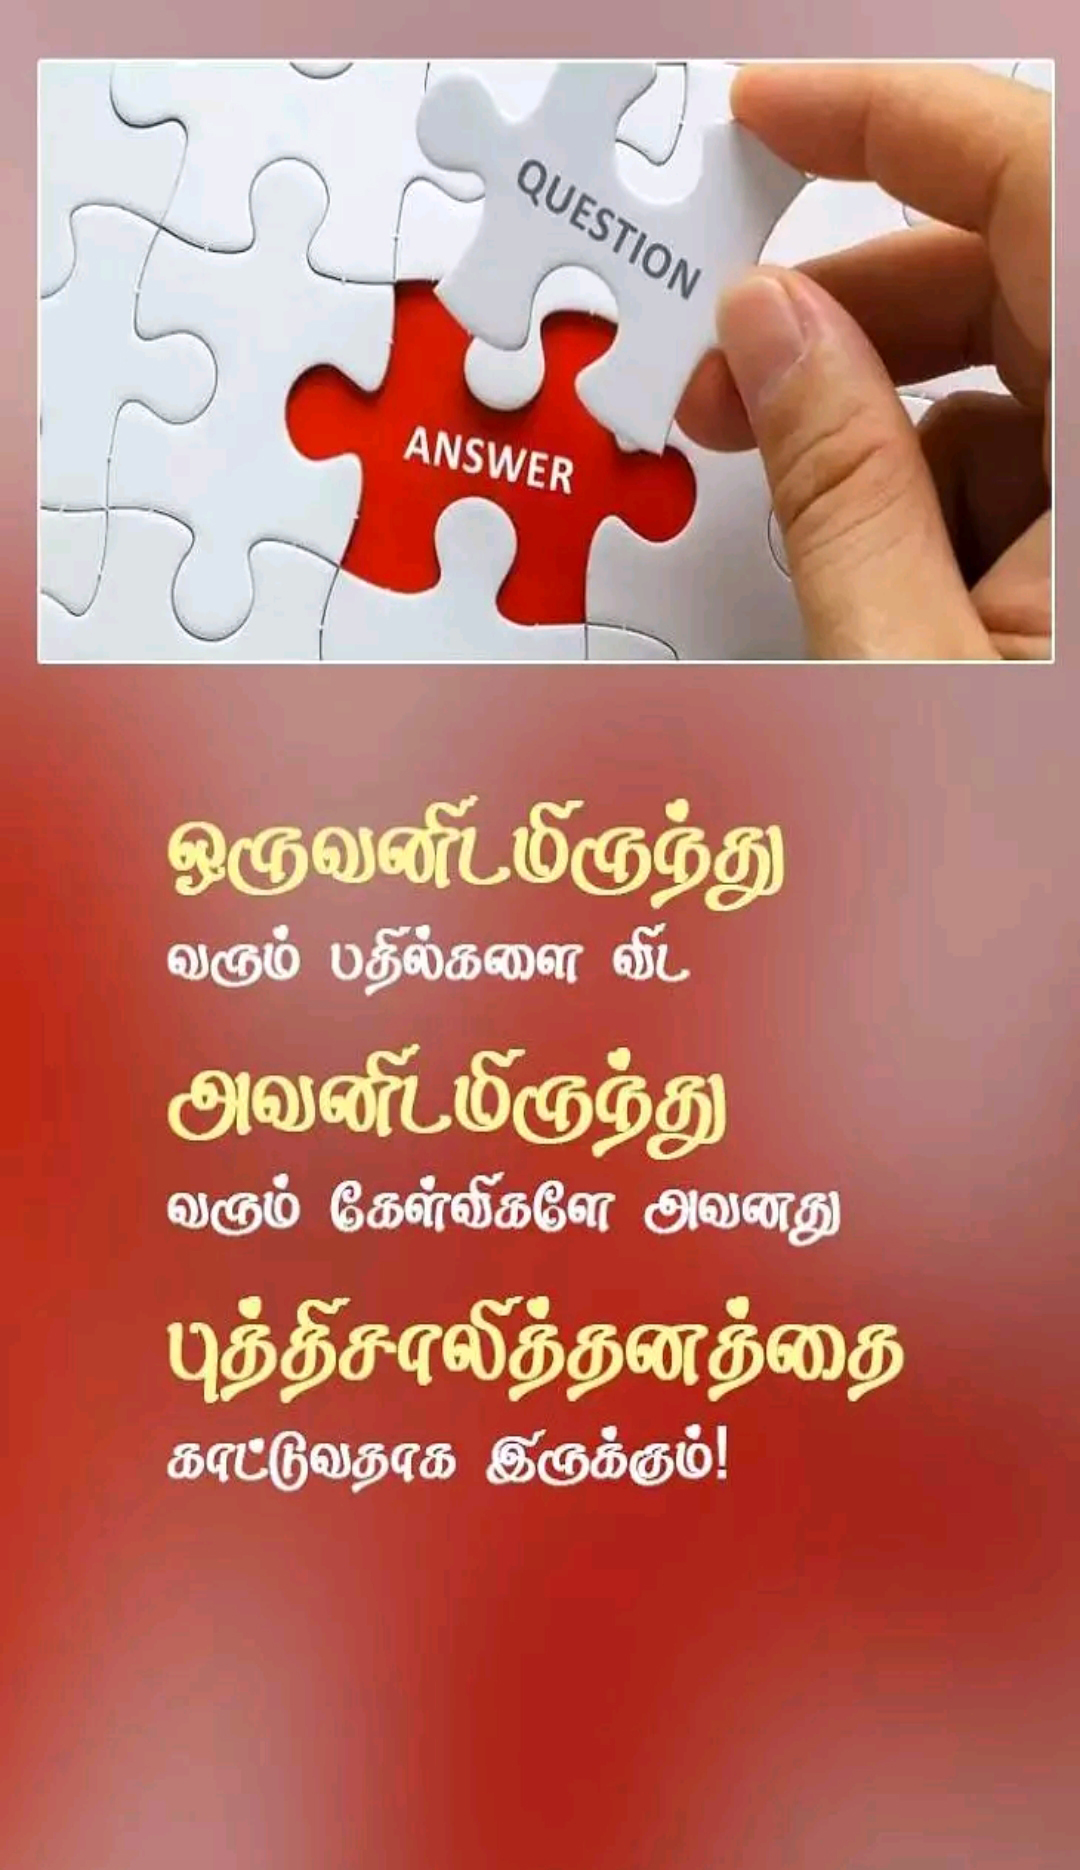 QUESTION
ANSWER
ஒருவனிடமிருந்து
வரும் பதில்களை விட
அவனிடமிருந்து
வரும் கேள்விகளே அவனது
புத்திசாலித்தனத்தை
காட்டுவதாக இருக்கும்!